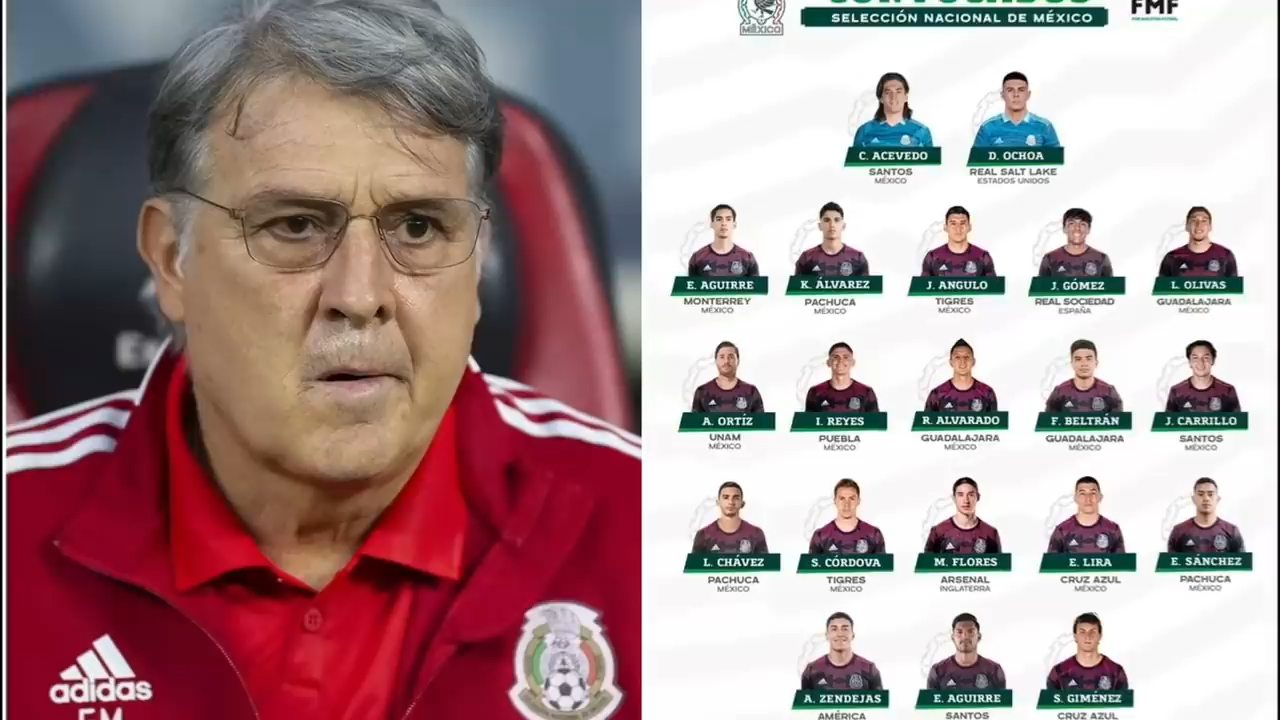 SELECCIÓN NACIONAL DE MÉXICO
FMF
MÉXICO
C. ACEVEDO
SANTOS
MÉXICO
D. OCHOA
REAL SALT LAKE
ESTADOS UNIDOS
E. AGUIRRE
MONTERREY
MÉXICO
K. ÁLVAREZ
PACHUCA
MÉXICO
J. ANGULO
TIGRES
MÉXICO
J. GÓMEZ
REAL SOCIEDAD
ESPAÑA
L. OLIVAS
GUADALAJARA
MÉXICO
A. ORTÍZ
UNAM
MÉXICO
I. REYES
PUEBLA
MÉXICO
R. ALVARADO
GUADALAJARA
MÉXICO
F. BELTRÁN
GUADALAJARA
MÉXICO
J. CARRILLO
SANTOS
MÉXICO
L. CHÁVEZ
PACHUCA
MÉXICO
S. CÓRDOVA
TIGRES
MÉXICO
M. FLORES
ARSENAL
INGLATERRA
E. LIRA
CRUZ AZUL
MÉXICO
E. SÁNCHEZ
PACHUCA
MÉXICO
A. ZENDEJAS
AMÉRICA
E. AGUIRRE
SANTOS
S. GIMÉNEZ
CRUZ AZUL
adidas